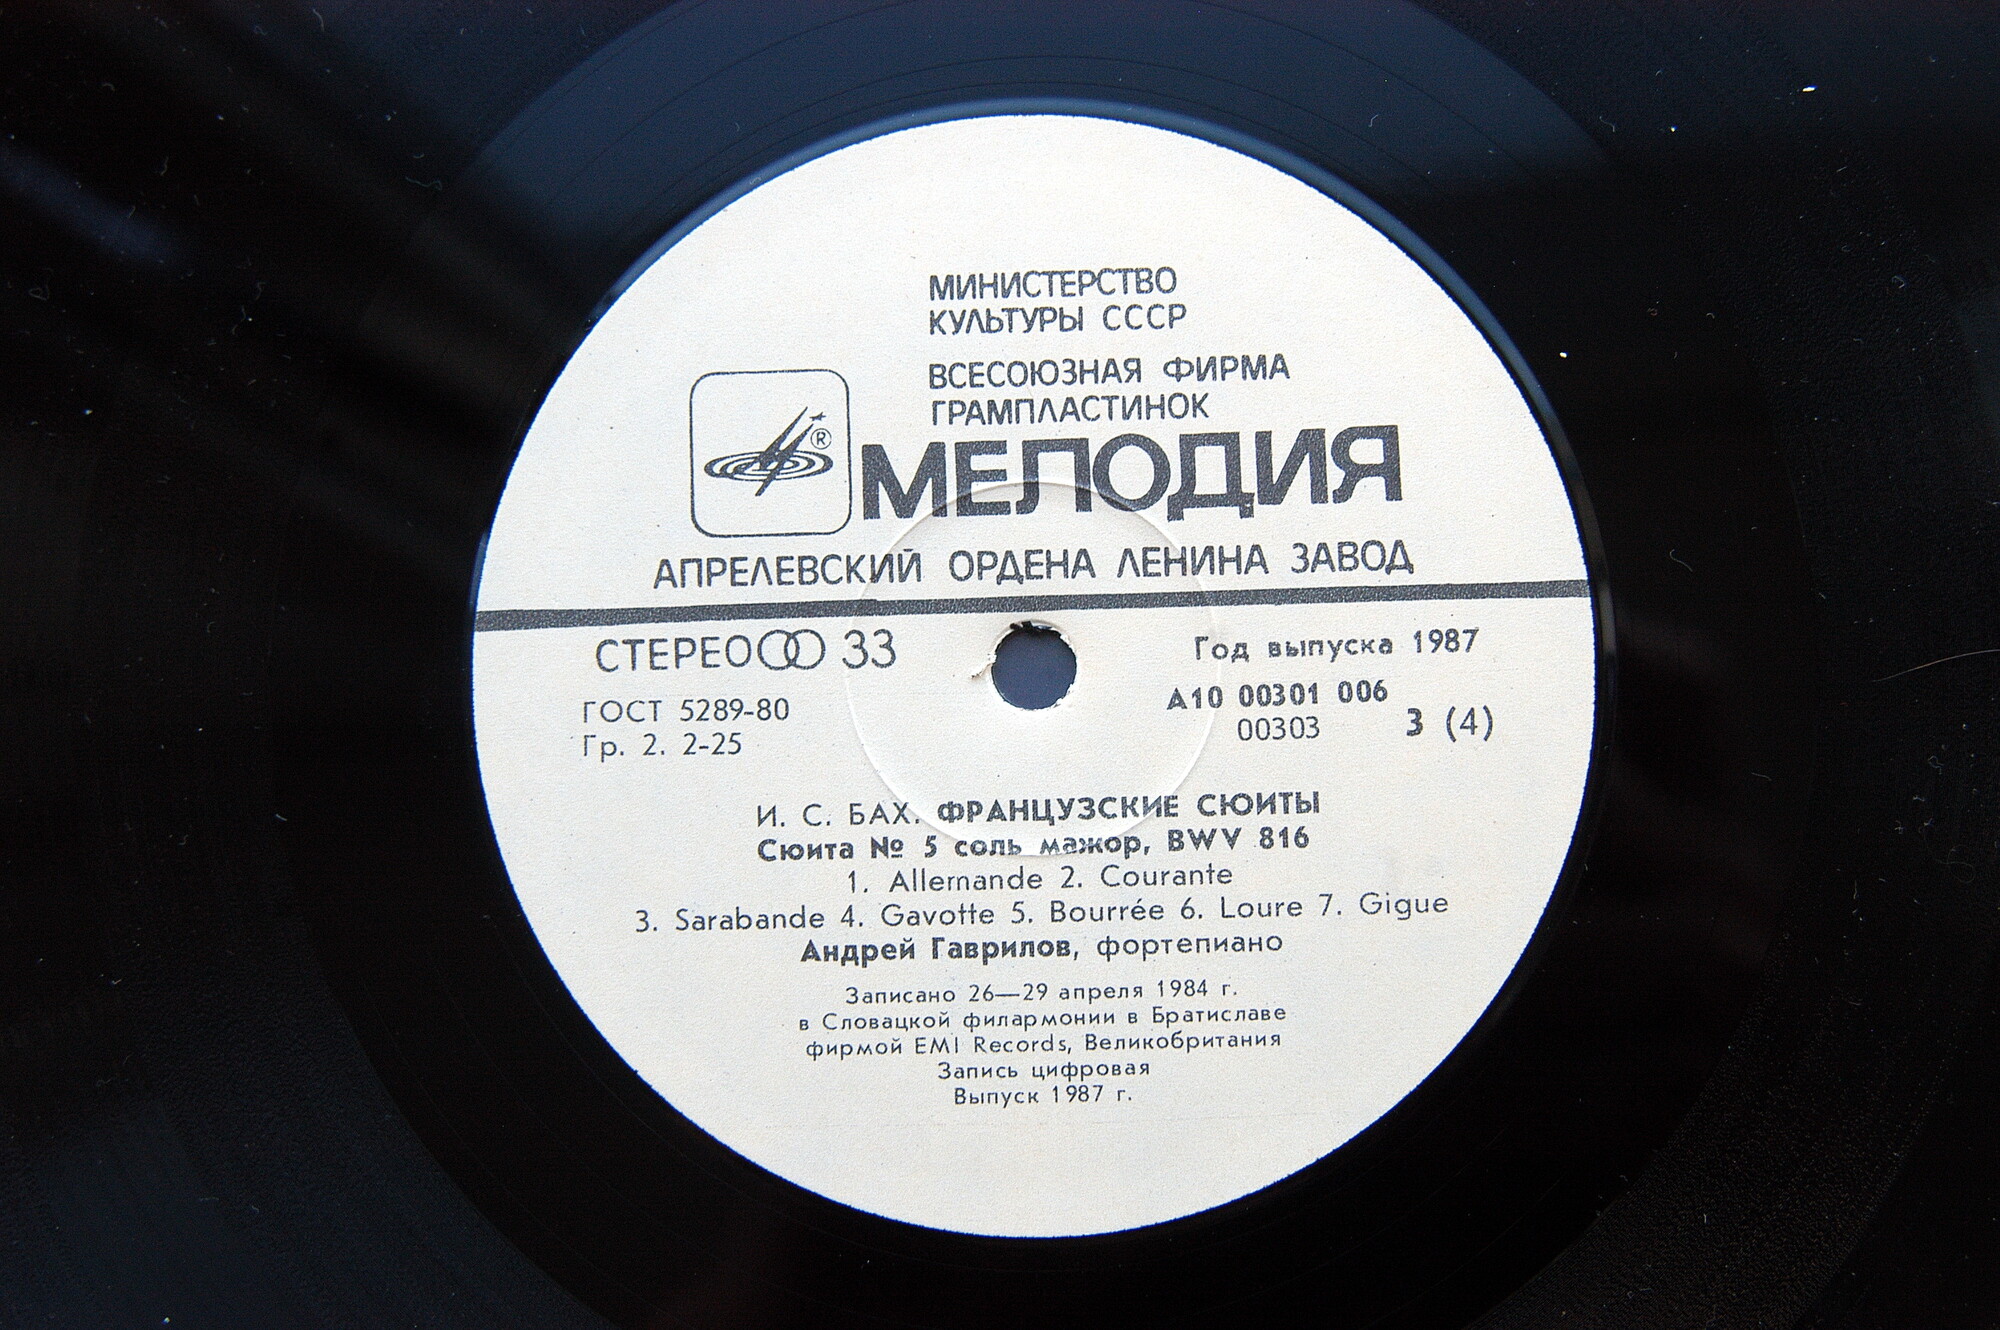 МИНИСТЕРСТВО
КУЛЬТУРЫ СССР
ВСЕСОЮЗНАЯ ФИРМА
ГРАМПЛАСТИНОК
®
МЕЛОДИЯ
АПРЕЛЕВСКИЙ ОРДЕНА ЛЕНИНА ЗАВОД
СТЕРЕО 33
Год выпуска 1987
ГОСТ 5289-80
А10 00301 006
Гр. 2. 2-25
00303 3 (4)
И. С. БАХ. ФРАНЦУЗСКИЕ СЮИТЫ
Сюита № 5 соль мажор, BWV 816
1. Allemande 2. Courante
3. Sarabande 4. Gavotte 5. Bourrée 6. Loure 7. Gigue
Андрей Гаврилов, фортепиано
Записано 26—29 апреля 1984 г.
в Словацкой филармонии в Братиславе
фирмой EMI Records, Великобритания
Запись цифровая
Выпуск 1987 г.